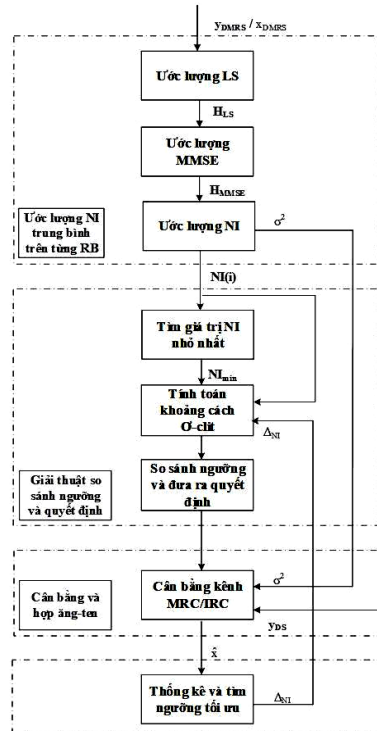 y_DMRS / x_DMRS
Ước lượng LS
H_LS
Ước lượng
MMSE
H_MMSE
Ước lượng NI
trung bình
trên từng RB
Ước lượng NI
σ²
NI(i)
Tìm giá trị NI
nhỏ nhất
NI_min
Tính toán
khoảng cách
Ơ-clit
Δ_NI
So sánh ngưỡng
và đưa ra quyết
định
Giải thuật so
sánh ngưỡng
và quyết định
Cân bằng kênh
MRC/IRC
σ²
Cân bằng và
hợp ăng-ten
y_DS
x̂
Thống kê và tìm
ngưỡng tối ưu
Δ_NI